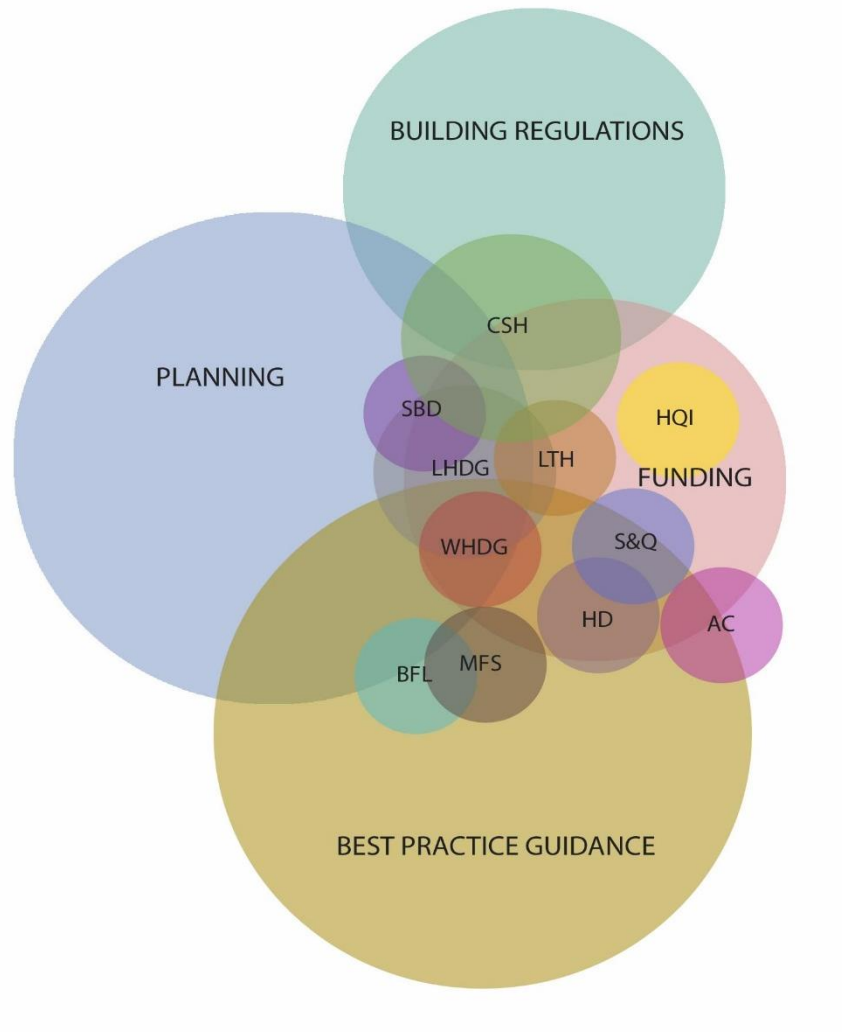 BUILDING REGULATIONS
CSH
PLANNING
SBD
HQI
LHDG
LTH
FUNDING
WHDG
S&Q
HD
AC
BFL
MFS
BEST PRACTICE GUIDANCE